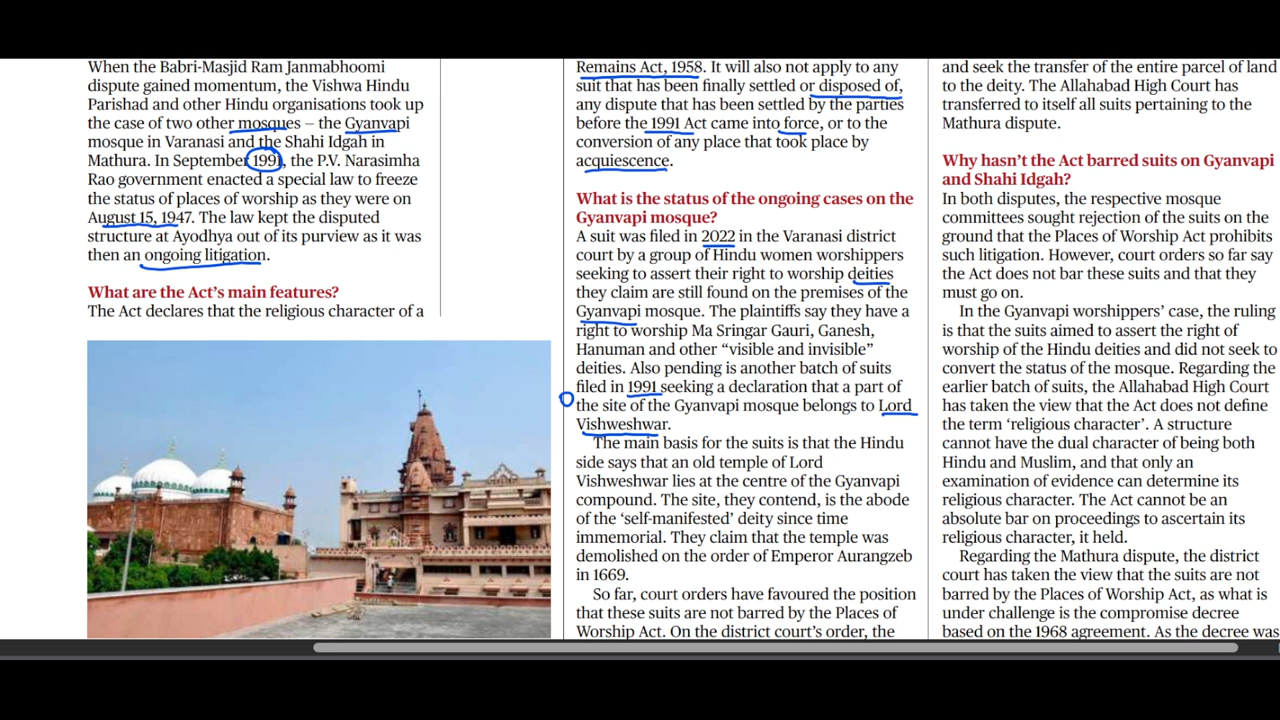 When the Babri-Masjid Ram Janmabhoomi
dispute gained momentum, the Vishwa Hindu
Parishad and other Hindu organisations took up
the case of two other mosques – the Gyanvapi
mosque in Varanasi and the Shahi Idgah in
Mathura. In September 1991, the P.V. Narasimha
Rao government enacted a special law to freeze
the status of places of worship as they were on
August 15, 1947. The law kept the disputed
structure at Ayodhya out of its purview as it was
then an ongoing litigation.
What are the Act's main features?
The Act declares that the religious character of a
Remains Act, 1958. It will also not apply to any
suit that has been finally settled or disposed of,
any dispute that has been settled by the parties
before the 1991 Act came into force, or to the
conversion of any place that took place by
acquiescence.
What is the status of the ongoing cases on the
Gyanvapi mosque?
A suit was filed in 2022 in the Varanasi district
court by a group of Hindu women worshippers
seeking to assert their right to worship deities
they claim are still found on the premises of the
Gyanvapi mosque. The plaintiffs say they have a
right to worship Ma Sringar Gauri, Ganesh,
Hanuman and other “visible and invisible”
deities. Also pending is another batch of suits
filed in 1991 seeking a declaration that a part of
the site of the Gyanvapi mosque belongs to Lord
Vishweshwar.
The main basis for the suits is that the Hindu
side says that an old temple of Lord
Vishweshwar lies at the centre of the Gyanvapi
compound. The site, they contend, is the abode
of the ‘self-manifested’ deity since time
immemorial. They claim that the temple was
demolished on the order of Emperor Aurangzeb
in 1669.
So far, court orders have favoured the position
that these suits are not barred by the Places of
Worship Act. On the district court's order, the
and seek the transfer of the entire parcel of land
to the deity. The Allahabad High Court has
transferred to itself all suits pertaining to the
Mathura dispute.
Why hasn't the Act barred suits on Gyanvapi
and Shahi Idgah?
In both disputes, the respective mosque
committees sought rejection of the suits on the
ground that the Places of Worship Act prohibits
such litigation. However, court orders so far say
the Act does not bar these suits and that they
must go on.
In the Gyanvapi worshippers' case, the ruling
is that the suits aimed to assert the right of
worship of the Hindu deities and did not seek to
convert the status of the mosque. Regarding the
earlier batch of suits, the Allahabad High Court
has taken the view that the Act does not define
the term ‘religious character’. A structure
cannot have the dual character of being both
Hindu and Muslim, and that only an
examination of evidence can determine its
religious character. The Act cannot be an
absolute bar on proceedings to ascertain its
religious character, it held.
Regarding the Mathura dispute, the district
court has taken the view that the suits are not
barred by the Places of Worship Act, as what is
under challenge is the compromise decree
based on the 1968 agreement. As the decree was